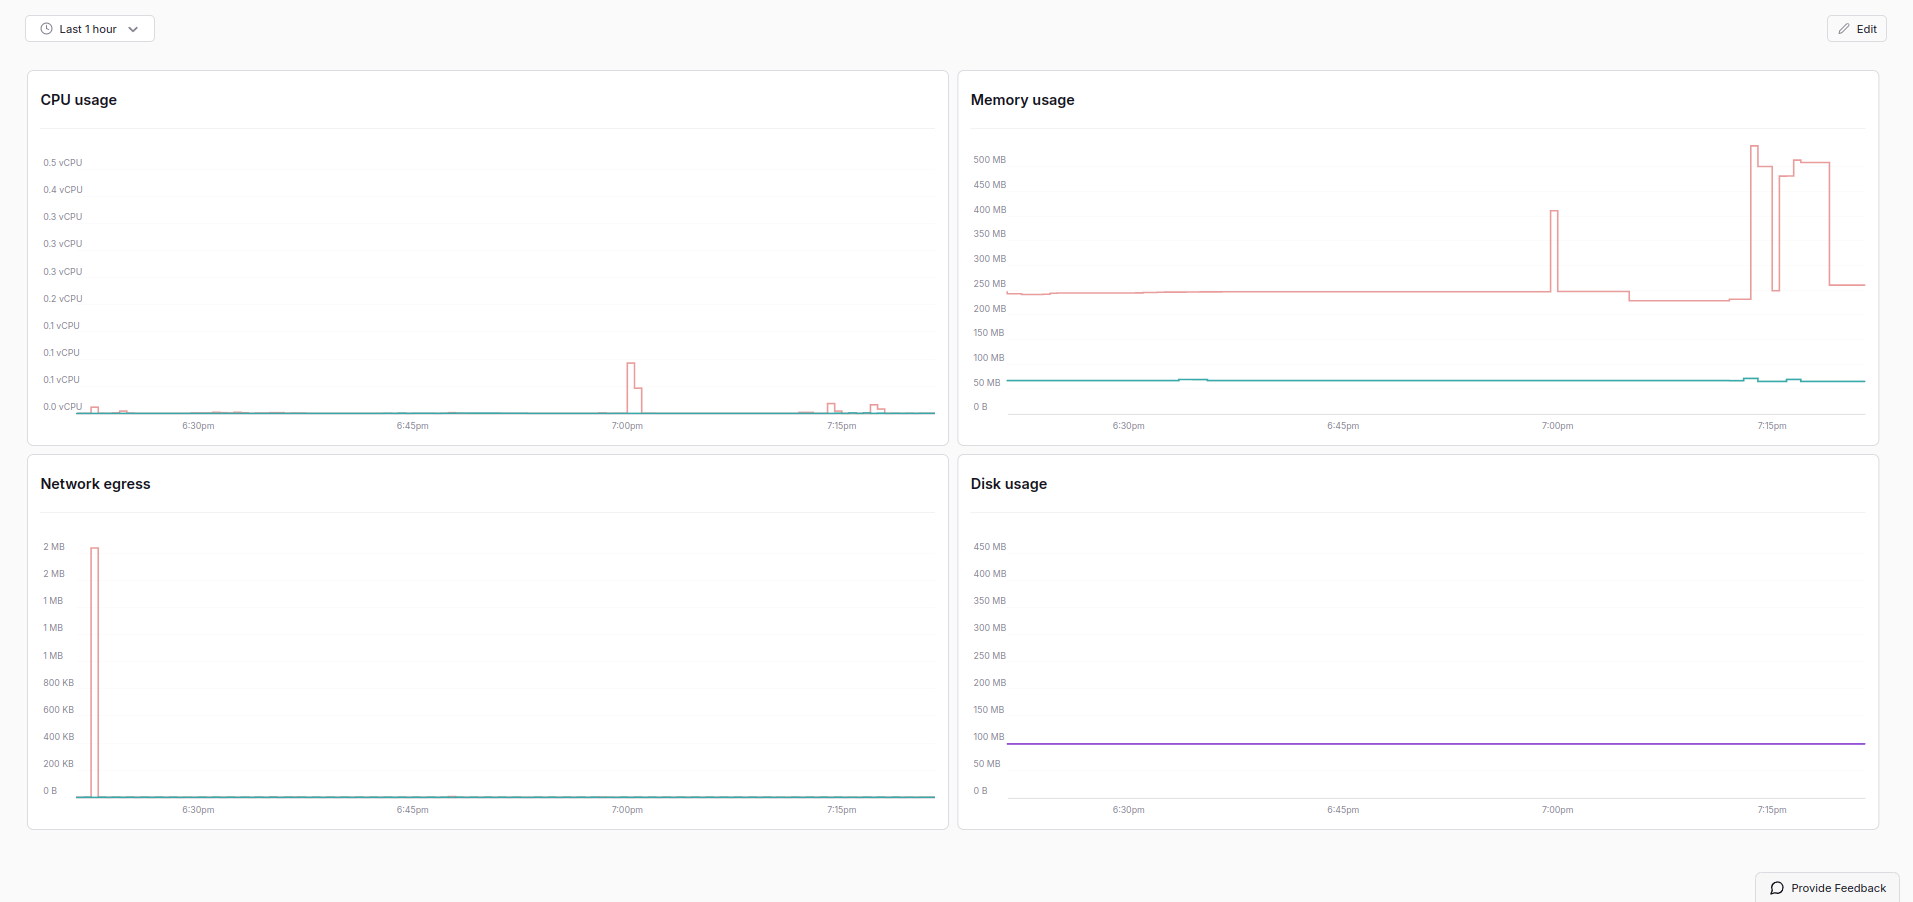 Last 1 hour
Edit
CPU usage
0.5 vCPU
0.4 vCPU
0.3 vCPU
0.3 vCPU
0.3 vCPU
0.2 vCPU
0.1 vCPU
0.1 vCPU
0.1 vCPU
0.0 vCPU
6:30pm 6:45pm 7:00pm 7:15pm
Memory usage
500 MB
450 MB
400 MB
350 MB
300 MB
250 MB
200 MB
150 MB
100 MB
50 MB
0 B
6:30pm 6:45pm 7:00pm 7:15pm
Network egress
2 MB
2 MB
1 MB
1 MB
1 MB
800 KB
600 KB
400 KB
200 KB
0 B
6:30pm 6:45pm 7:00pm 7:15pm
Disk usage
450 MB
400 MB
350 MB
300 MB
250 MB
200 MB
150 MB
100 MB
50 MB
0 B
6:30pm 6:45pm 7:00pm 7:15pm
Provide Feedback